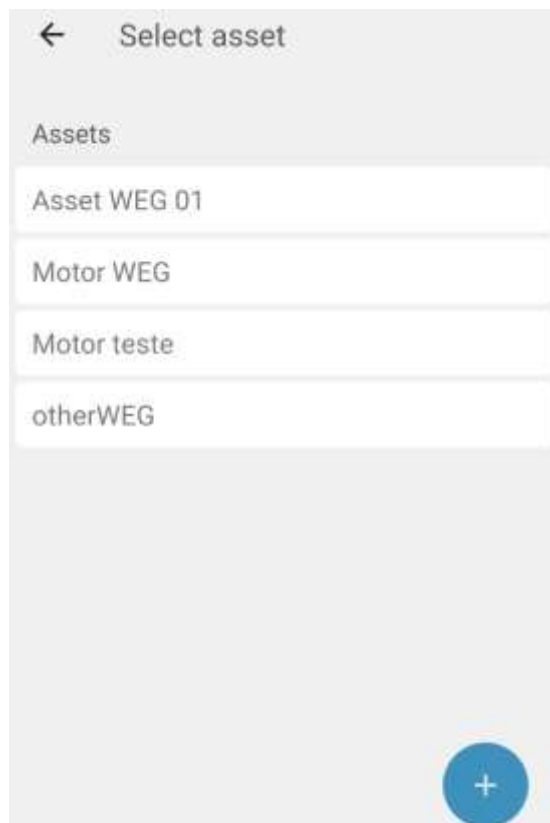 Select asset
Assets
Asset WEG 01
Motor WEG
Motor teste
otherWEG
+